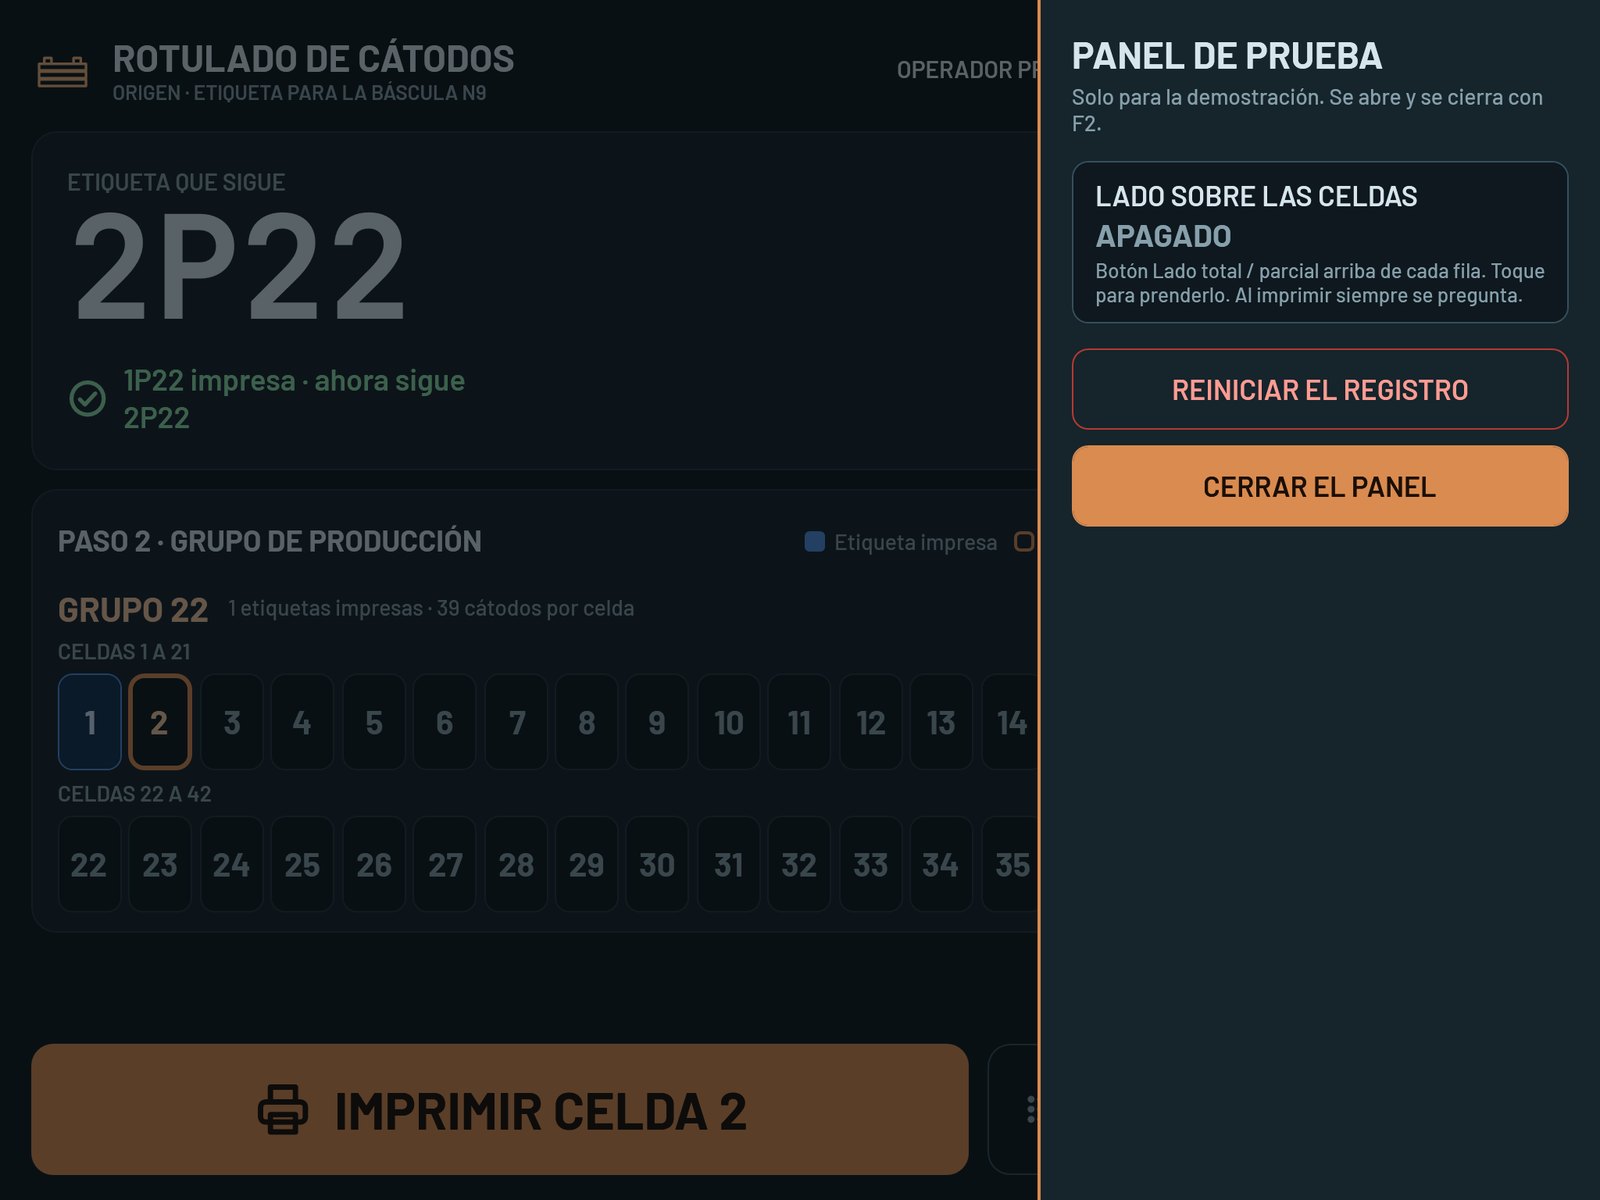 ROTULADO DE CÁTODOS
ORIGEN · ETIQUETA PARA LA BÁSCULA N9
OPERADOR
ETIQUETA QUE SIGUE
2P22
1P22 impresa · ahora sigue
2P22
PASO 2 · GRUPO DE PRODUCCIÓN
Etiqueta impresa
GRUPO 22
1 etiquetas impresas · 39 cátodos por celda
CELDAS 1 A 21
1 2 3 4 5 6 7 8 9 10 11 12 13 14
CELDAS 22 A 42
22 23 24 25 26 27 28 29 30 31 32 33 34 35
IMPRIMIR CELDA 2
PANEL DE PRUEBA
Solo para la demostración. Se abre y se cierra con
F2.
LADO SOBRE LAS CELDAS
APAGADO
Botón Lado total / parcial arriba de cada fila. Toque
para prenderlo. Al imprimir siempre se pregunta.
REINICIAR EL REGISTRO
CERRAR EL PANEL